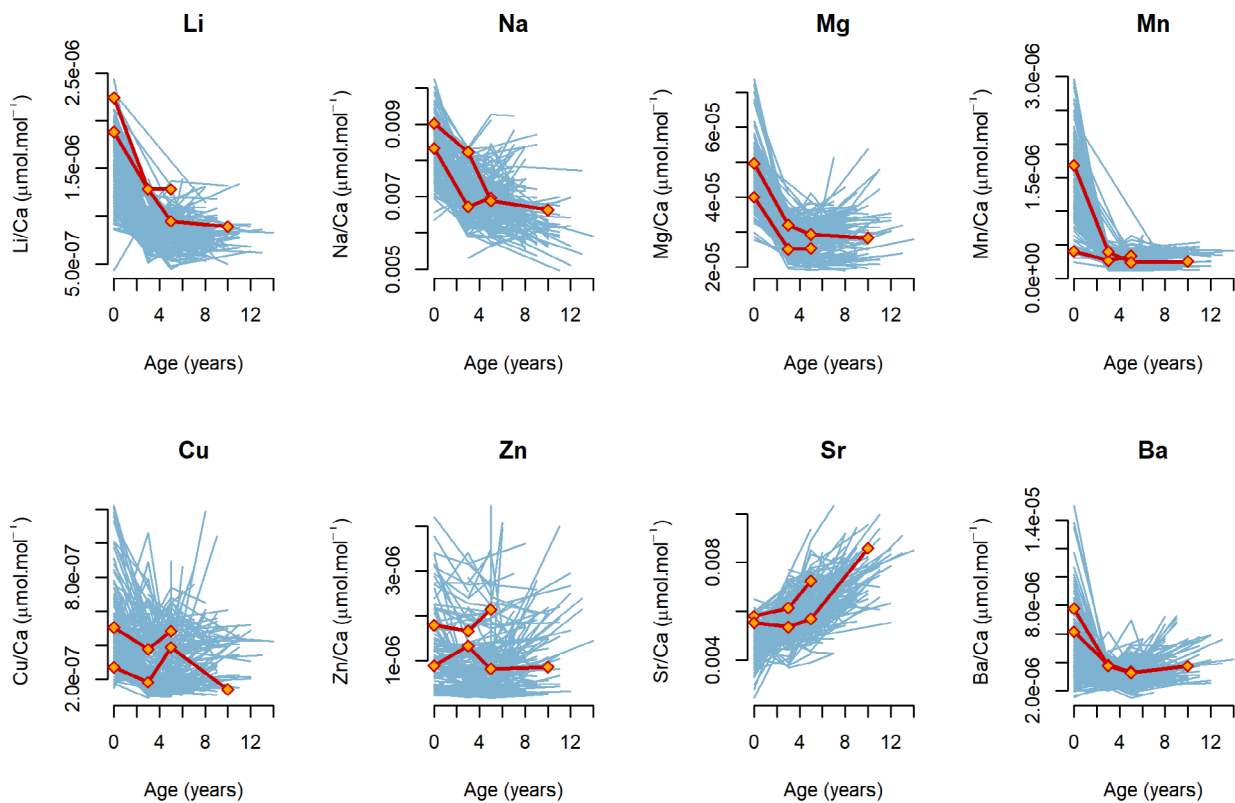 Li
Na
Mg
Mn
Li/Ca (μmol.mol⁻¹)
5.0e-07
1.5e-06
2.5e-06
0
4
8
12
Age (years)
Na/Ca (μmol.mol⁻¹)
0.005
0.007
0.009
0
4
8
12
Age (years)
Mg/Ca (μmol.mol⁻¹)
2e-05
4e-05
6e-05
0
4
8
12
Age (years)
Mn/Ca (μmol.mol⁻¹)
0.0e+00
1.5e-06
3.0e-06
0
4
8
12
Age (years)
Cu
Zn
Sr
Ba
Cu/Ca (μmol.mol⁻¹)
2.0e-07
8.0e-07
0
4
8
12
Age (years)
Zn/Ca (μmol.mol⁻¹)
1e-06
3e-06
0
4
8
12
Age (years)
Sr/Ca (μmol.mol⁻¹)
0.004
0.008
0
4
8
12
Age (years)
Ba/Ca (μmol.mol⁻¹)
2.0e-06
8.0e-06
1.4e-05
0
4
8
12
Age (years)